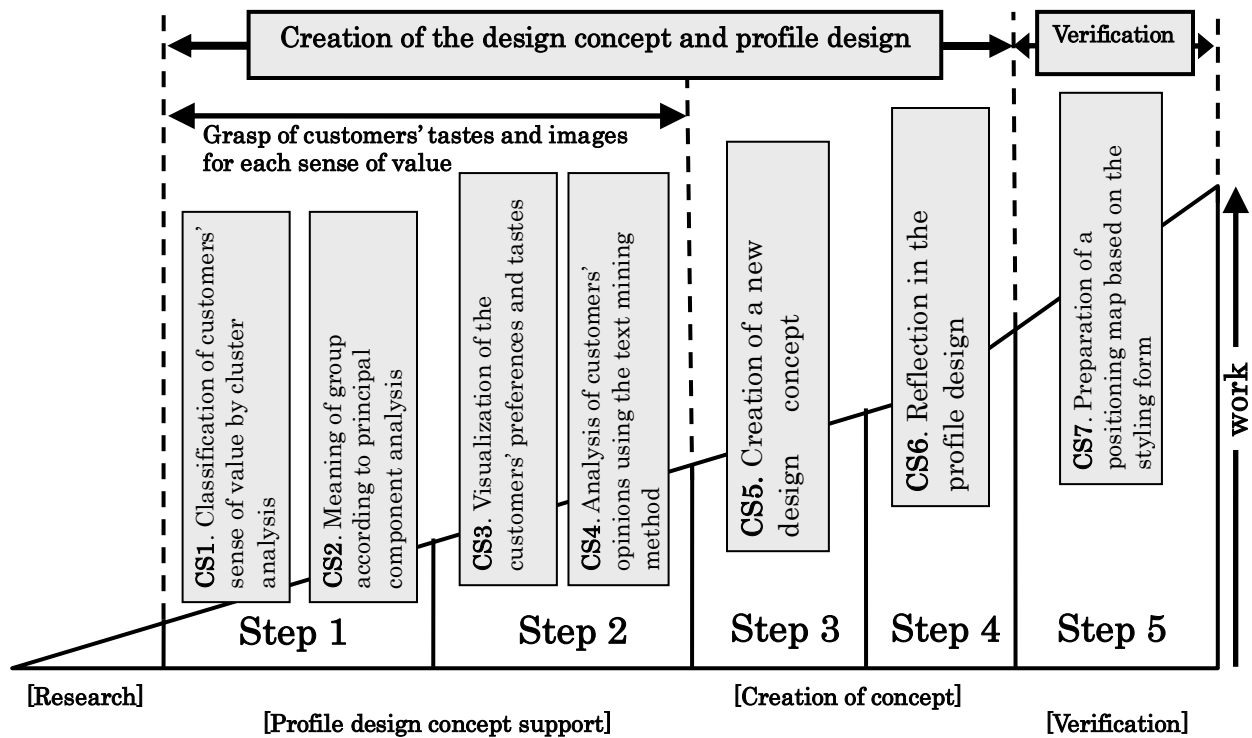 Creation of the design concept and profile design
Verification
Grasp of customers’ tastes and images
for each sense of value
CS1. Classification of customers’
sense of value by cluster
analysis
CS2. Meaning of group
according to principal
component analysis
CS3. Visualization of the
customers’ preferences and tastes
CS4. Analysis of customers’
opinions using the text mining
method
CS5. Creation of a new
design concept
CS6. Reflection in the
profile design
CS7. Preparation of a
positioning map based on the
styling form
work
Step 1
Step 2
Step 3
Step 4
Step 5
[Research]
[Profile design concept support]
[Creation of concept]
[Verification]